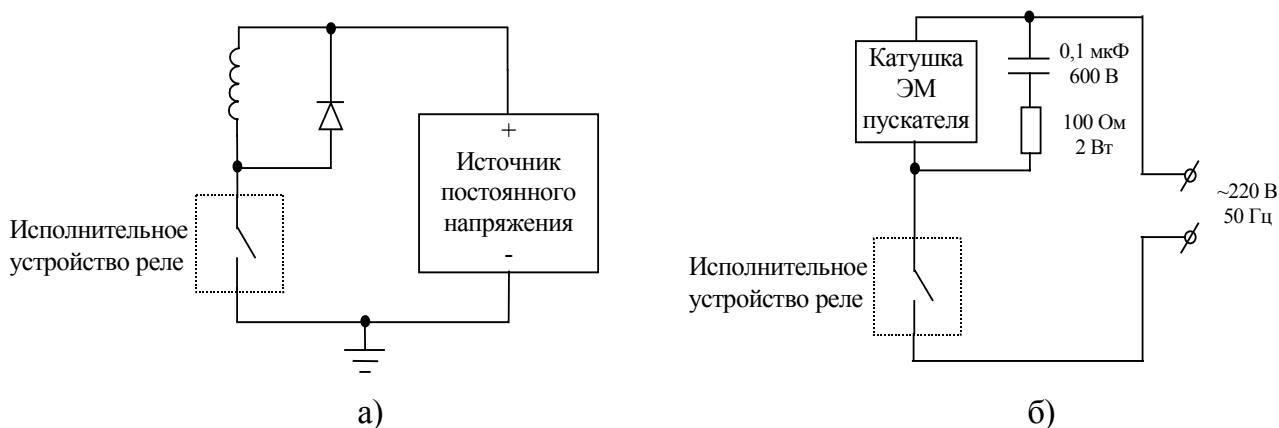 +
Источник
постоянного
напряжения
-
Исполнительное
устройство реле
а)
Катушка
ЭМ
пускателя
0,1 мкФ
600 В
100 Ом
2 Вт
~220 В
50 Гц
Исполнительное
устройство реле
б)